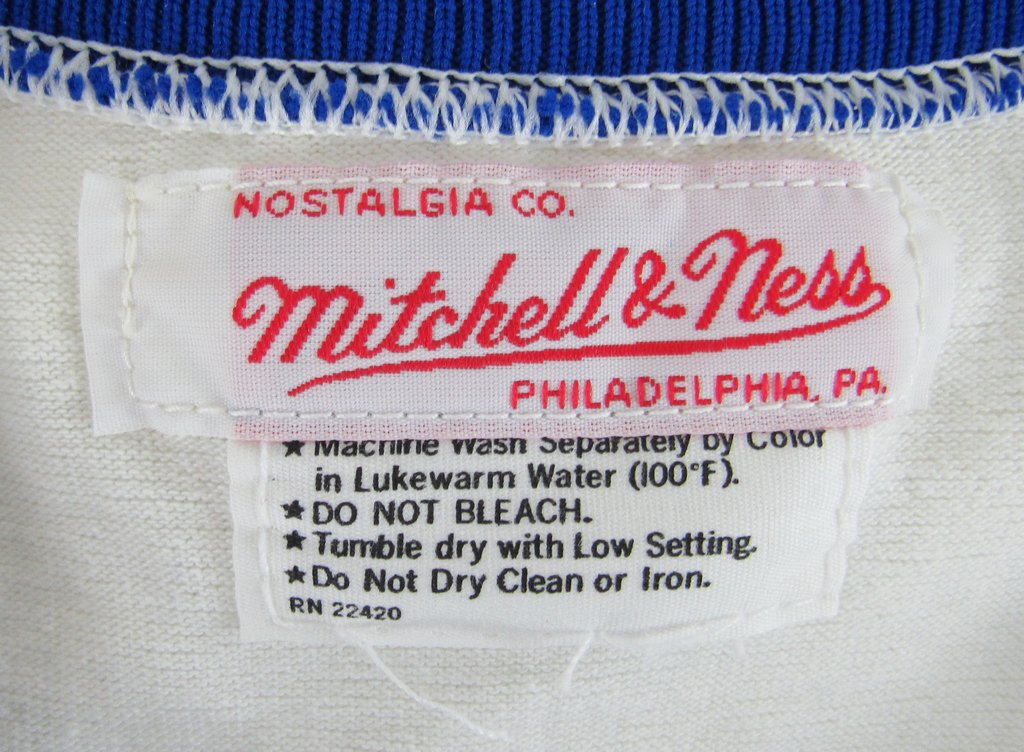 NOSTALGIA CO.
Mitchell & Ness
PHILADELPHIA, PA.
★ Machine Wash Separately by Color
in Lukewarm Water (100°F).
★ DO NOT BLEACH.
★ Tumble dry with Low Setting.
★ Do Not Dry Clean or Iron.
RN 22420